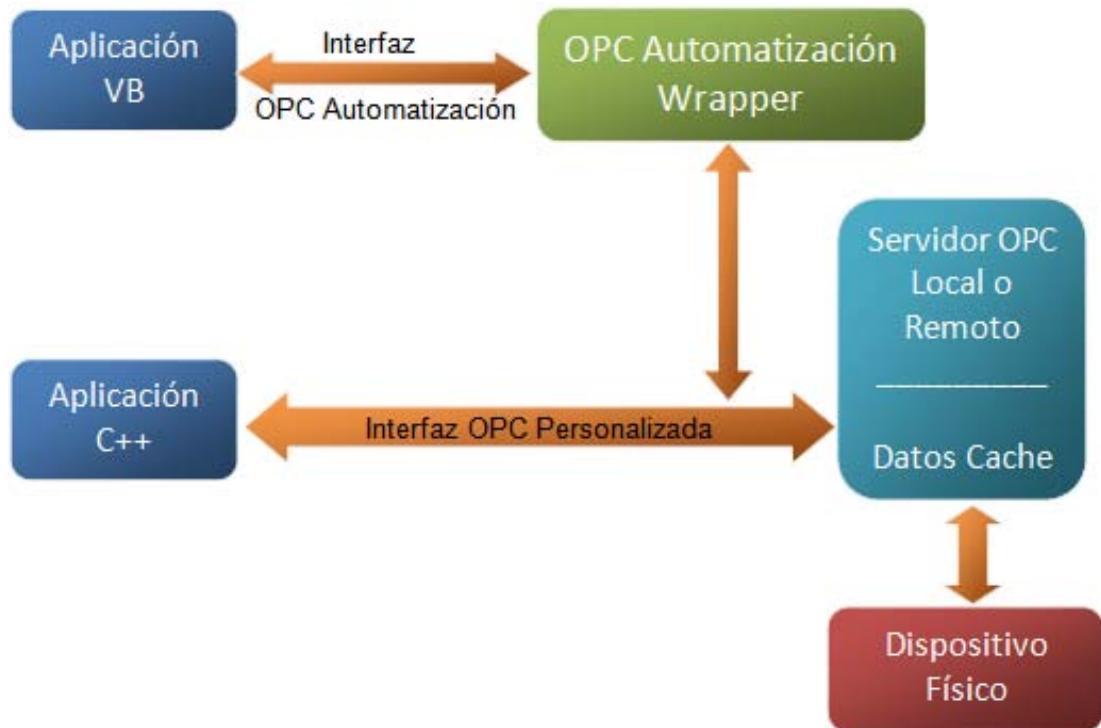 Aplicación
VB
Interfaz
OPC Automatización
OPC Automatización
Wrapper
Servidor OPC
Local o
Remoto
Datos Cache
Aplicación
C++
Interfaz OPC Personalizada
Dispositivo
Físico